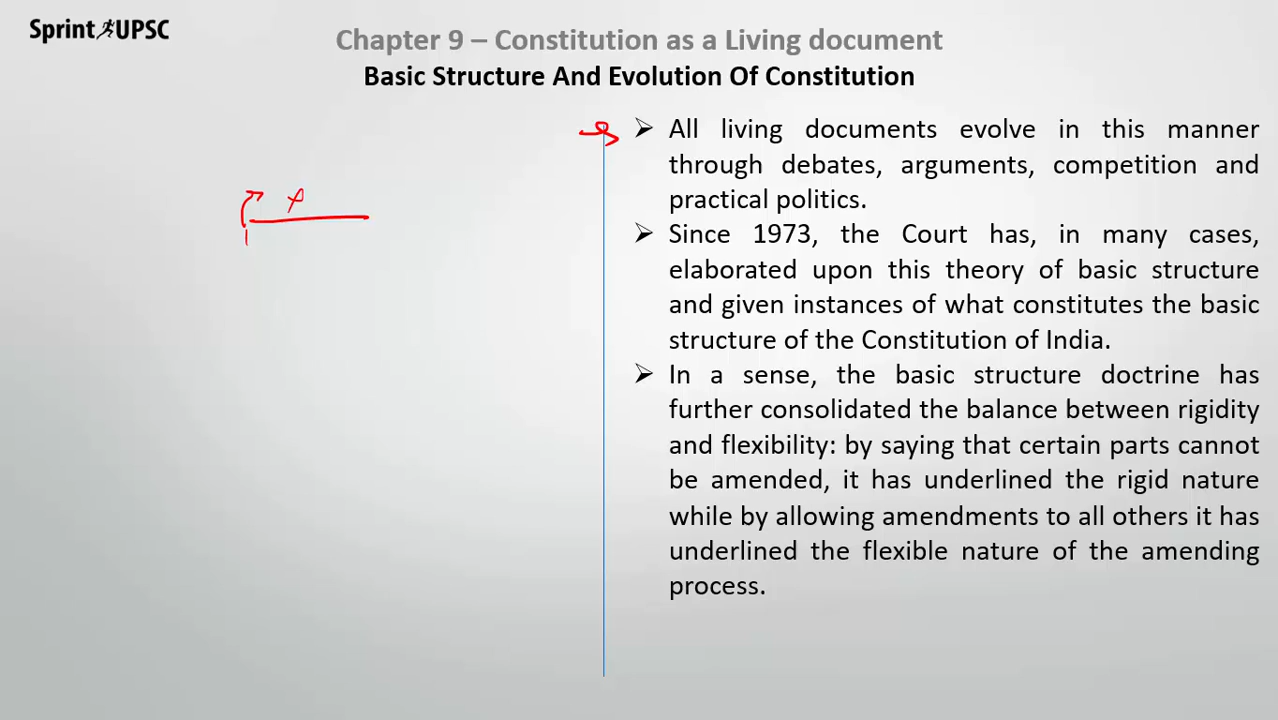 Sprint UPSC
Chapter 9 – Constitution as a Living document
Basic Structure And Evolution Of Constitution
➢ All living documents evolve in this manner
through debates, arguments, competition and
practical politics.
➢ Since 1973, the Court has, in many cases,
elaborated upon this theory of basic structure
and given instances of what constitutes the basic
structure of the Constitution of India.
➢ In a sense, the basic structure doctrine has
further consolidated the balance between rigidity
and flexibility: by saying that certain parts cannot
be amended, it has underlined the rigid nature
while by allowing amendments to all others it has
underlined the flexible nature of the amending
process.